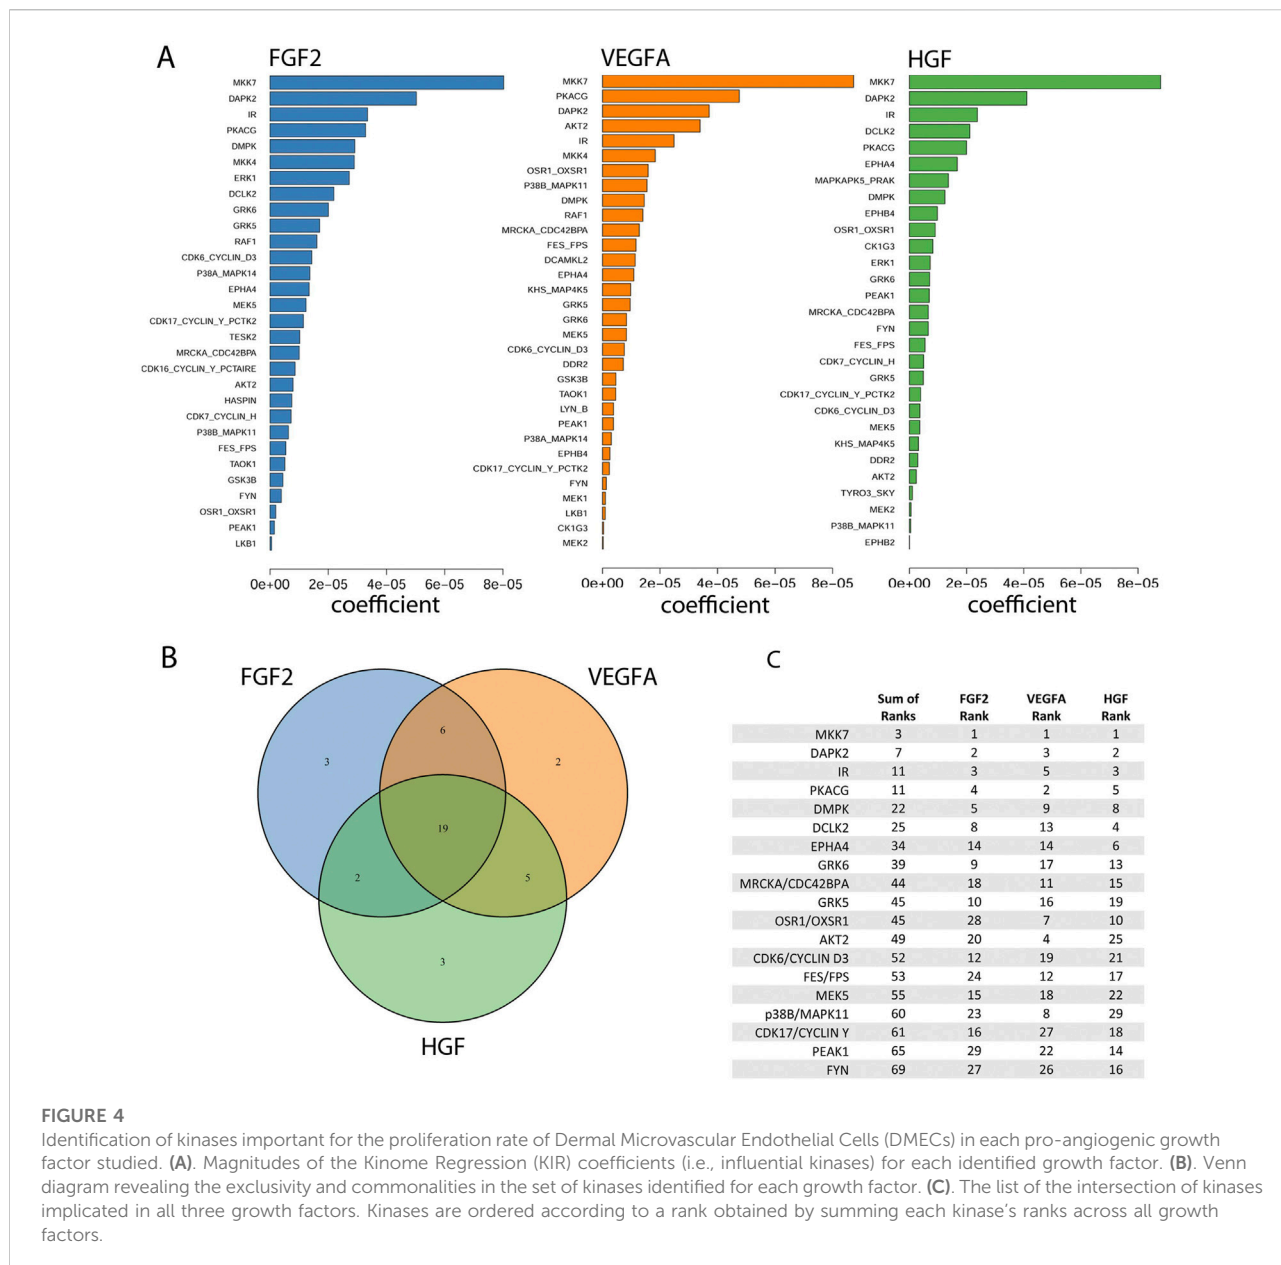 A
FGF2
MKK7
DAPK2
IR
PKACG
DMPK
MKK4
ERK1
DCLK2
GRK6
GRK5
RAF1
CDK6_CYCLIN_D3
P38A_MAPK14
EPHA4
MEK5
CDK17_CYCLIN_Y_PCTK2
TESK2
MRCKA_CDC42BPA
CDK16_CYCLIN_Y_PCTAIRE
AKT2
HASPIN
CDK7_CYCLIN_H
P38B_MAPK11
FES_FPS
TAOK1
GSK3B
FYN
OSR1_OXSR1
PEAK1
LKB1
0e+00 2e-05 4e-05 6e-05 8e-05
coefficient
VEGFA
MKK7
PKACG
DAPK2
AKT2
IR
MKK4
OSR1_OXSR1
P38B_MAPK11
DMPK
RAF1
MRCKA_CDC42BPA
FES_FPS
DCAMKL2
EPHA4
KHS_MAP4K5
GRK5
GRK6
MEK5
CDK6_CYCLIN_D3
DDR2
GSK3B
TAOK1
LYN_B
PEAK1
P38A_MAPK14
EPHB4
CDK17_CYCLIN_Y_PCTK2
FYN
MEK1
LKB1
CK1G3
MEK2
0e+00 2e-05 4e-05 6e-05 8e-05
coefficient
HGF
MKK7
DAPK2
IR
DCLK2
PKACG
EPHA4
MAPKAPK5_PRAK
DMPK
EPHB4
OSR1_OXSR1
CK1G3
ERK1
GRK6
PEAK1
MRCKA_CDC42BPA
FYN
FES_FPS
CDK7_CYCLIN_H
GRK5
CDK17_CYCLIN_Y_PCTK2
CDK6_CYCLIN_D3
MEK5
KHS_MAP4K5
DDR2
AKT2
TYRO3_SKY
MEK2
P38B_MAPK11
EPHB2
0e+00 2e-05 4e-05 6e-05 8e-05
coefficient
B
FGF2
VEGFA
6
3
2
19
2
5
3
HGF
C
Sum of FGF2 VEGFA HGF
Ranks Rank Rank Rank
MKK7 3 1 1 1
DAPK2 7 2 3 2
IR 11 3 5 3
PKACG 11 4 2 5
DMPK 22 5 9 8
DCLK2 25 8 13 4
EPHA4 34 14 14 6
GRK6 39 9 17 13
MRCKA/CDC42BPA 44 18 11 15
GRK5 45 10 16 19
OSR1/OXSR1 45 28 7 10
AKT2 49 20 4 25
CDK6/CYCLIN D3 52 12 19 21
FES/FPS 53 24 12 17
MEK5 55 15 18 22
p38B/MAPK11 60 23 8 29
CDK17/CYCLIN Y 61 16 27 18
PEAK1 65 29 22 14
FYN 69 27 26 16
FIGURE 4
Identification of kinases important for the proliferation rate of Dermal Microvascular Endothelial Cells (DMECs) in each pro-angiogenic growth
factor studied. (A). Magnitudes of the Kinome Regression (KIR) coefficients (i.e., influential kinases) for each identified growth factor. (B). Venn
diagram revealing the exclusivity and commonalities in the set of kinases identified for each growth factor. (C). The list of the intersection of kinases
implicated in all three growth factors. Kinases are ordered according to a rank obtained by summing each kinase's ranks across all growth
factors.